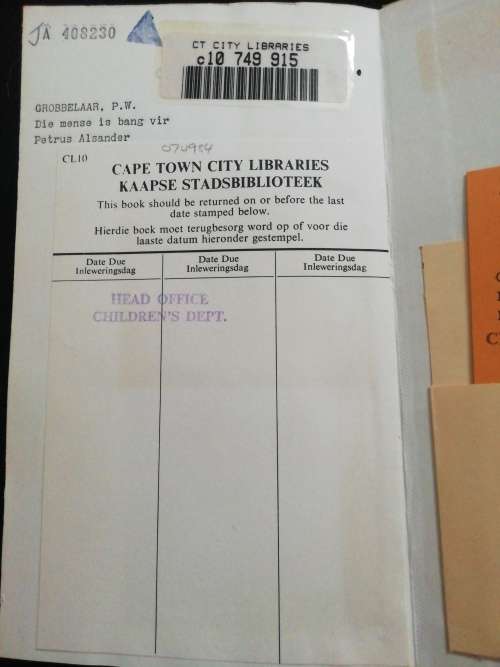 JA 408230
CT CITY LIBRARIES
c10 749 915
GROBBELAAR, P.W.
Die mense is bang vir
Petrus Alsander
074984
CL10
CAPE TOWN CITY LIBRARIES
KAAPSE STADSBIBLIOTEEK
This book should be returned on or before the last
date stamped below.
Hierdie boek moet terugbesorg word op of voor die
laaste datum hieronder gestempel.
Date Due Date Due Date Due
Inleweringsdag Inleweringsdag Inleweringsdag
HEAD OFFICE
CHILDREN'S DEPT.